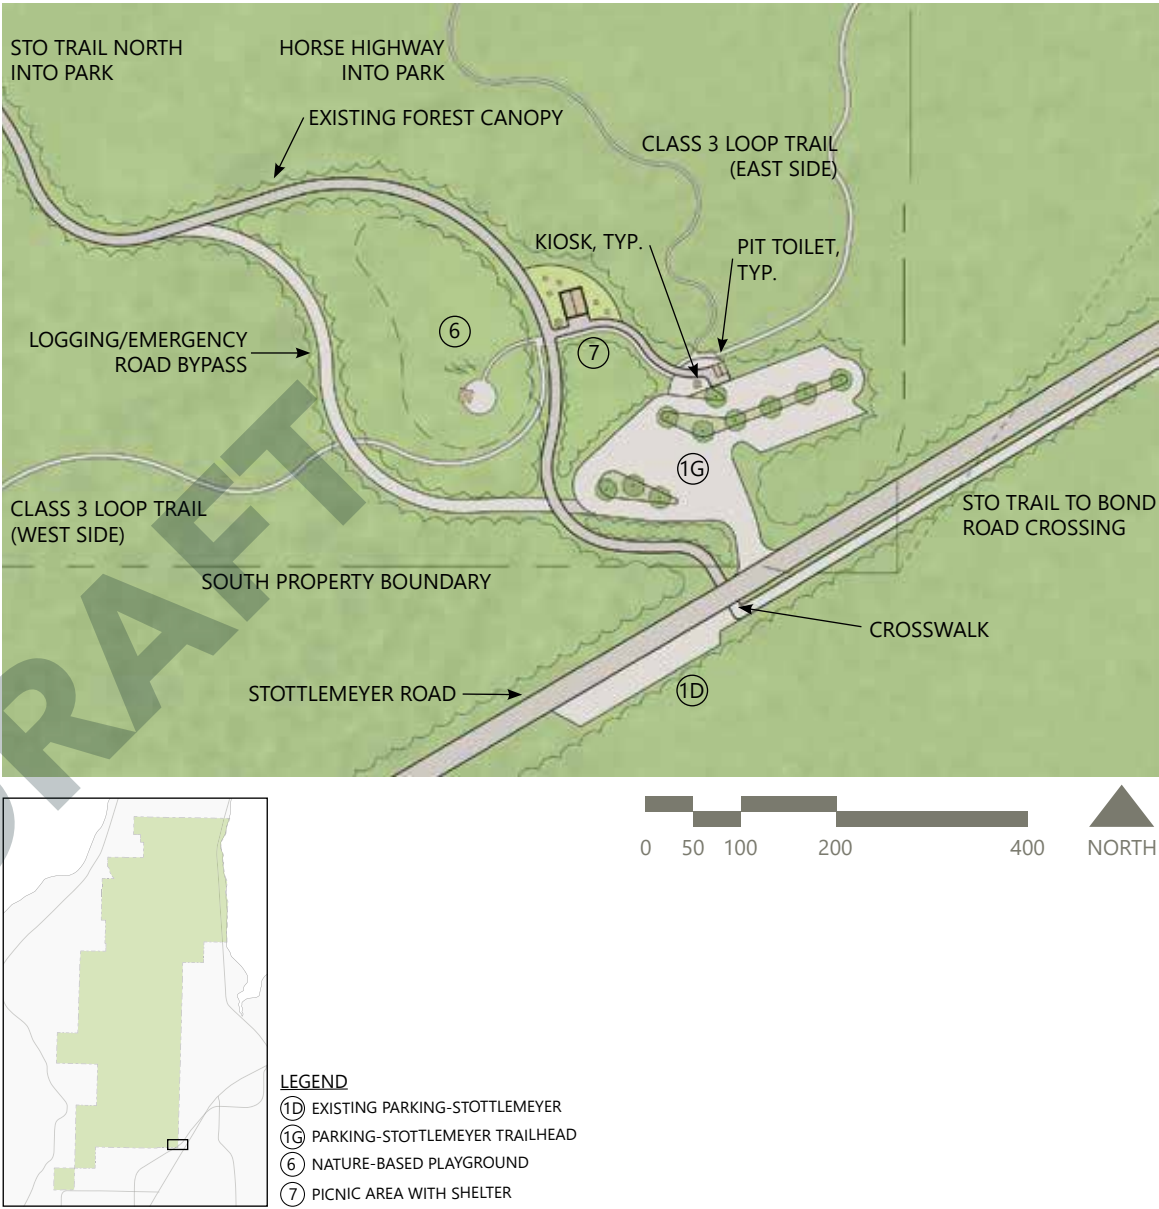 STO TRAIL NORTH
INTO PARK
HORSE HIGHWAY
INTO PARK
EXISTING FOREST CANOPY
CLASS 3 LOOP TRAIL
(EAST SIDE)
KIOSK, TYP.
PIT TOILET,
TYP.
6
7
LOGGING/EMERGENCY
ROAD BYPASS
1G
CLASS 3 LOOP TRAIL
(WEST SIDE)
STO TRAIL TO BOND
ROAD CROSSING
SOUTH PROPERTY BOUNDARY
CROSSWALK
STOTTLEMEYER ROAD
1D
DRAFT
0 50 100 200 400
NORTH
LEGEND
1D EXISTING PARKING-STOTTLEMEYER
1G PARKING-STOTTLEMEYER TRAILHEAD
6 NATURE-BASED PLAYGROUND
7 PICNIC AREA WITH SHELTER